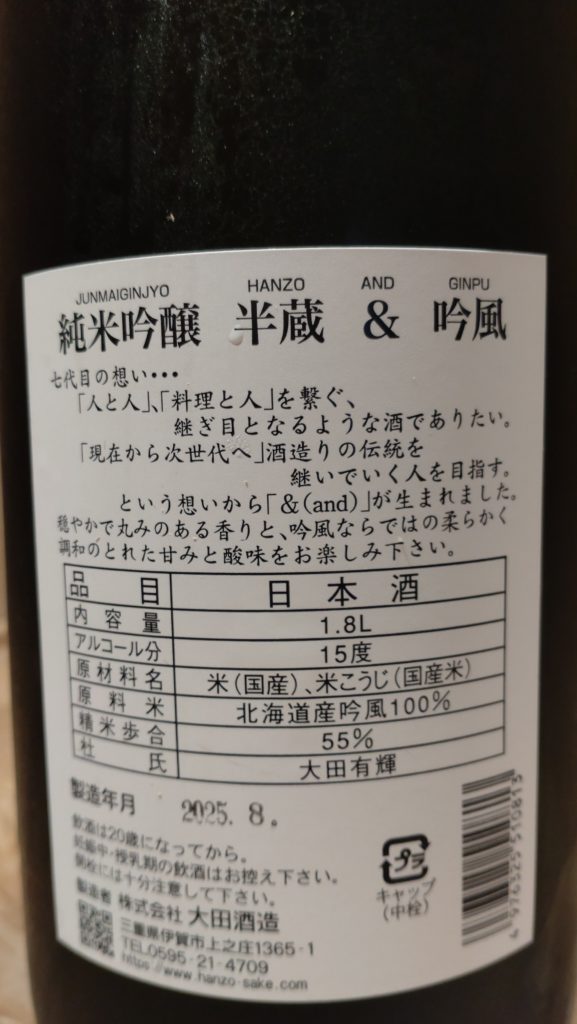 JUNMAIGINJYO HANZO AND GINPU
純米吟醸 半蔵 & 吟風
七代目の想い・・・
「人と人」、「料理と人」を繋ぐ、
継ぎ目となるような酒でありたい。
「現在から次世代へ」酒造りの伝統を
継いでいく人を目指す。
という想いから「&(and)」が生まれました。
穏やかで丸みのある香りと、吟風ならではの柔らかく
調和のとれた甘みと酸味をお楽しみ下さい。
品目 日本酒
内容量 1.8L
アルコール分 15度
原材料名 米(国産)、米こうじ(国産米)
原料米 北海道産吟風100%
精米歩合 55%
杜氏 大田有輝
製造年月 2025.8。
飲酒は20歳になってから。
妊娠中・授乳期の飲酒はお控え下さい。
開栓には十分注意して下さい。
製造者 株式会社 大田酒造
三重県伊賀市上之庄1365-1
TEL0595-21-4709
https://www.hanzo-sake.com
プラ
キャップ
(中栓)
4 976325 510815